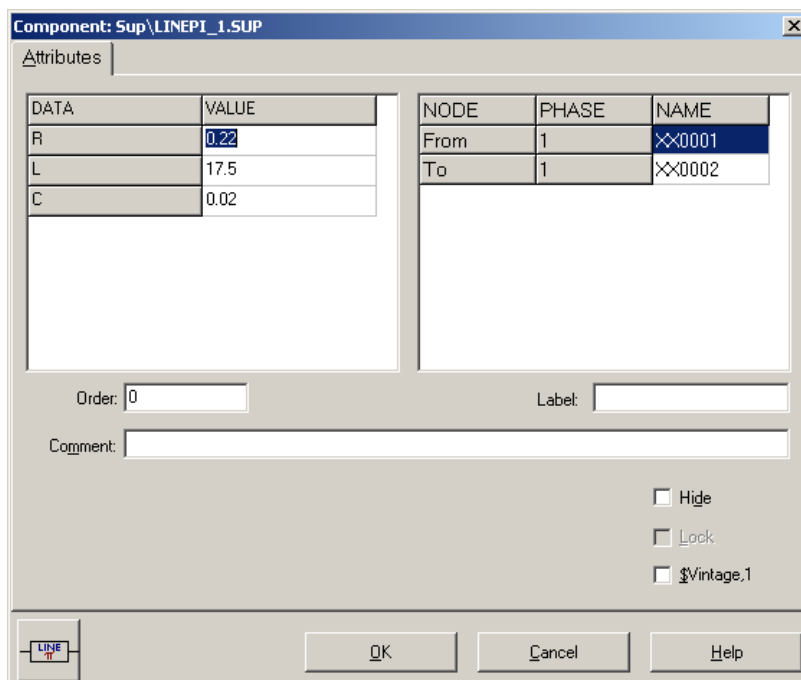 Component: Sup\LINEPI_1.SUP
Attributes
DATA VALUE
R 0.22
L 17.5
C 0.02
NODE PHASE NAME
From 1 XX0001
To 1 XX0002
Order: 0
Label:
Comment:
Hide
Lock
$Vintage,1
LINE
π
OK Cancel Help